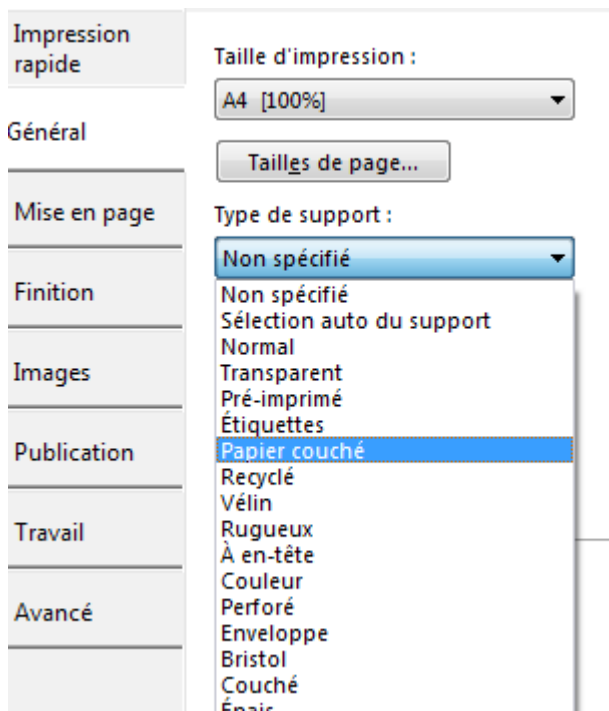 Impression
rapide
Général
Mise en page
Finition
Images
Publication
Travail
Avancé
Taille d'impression :
A4 [100%]
Tailles de page...
Type de support :
Non spécifié
Non spécifié
Sélection auto du support
Normal
Transparent
Pré-imprimé
Étiquettes
Papier couché
Recyclé
Vélin
Rugueux
À en-tête
Couleur
Perforé
Enveloppe
Bristol
Couché
Épais